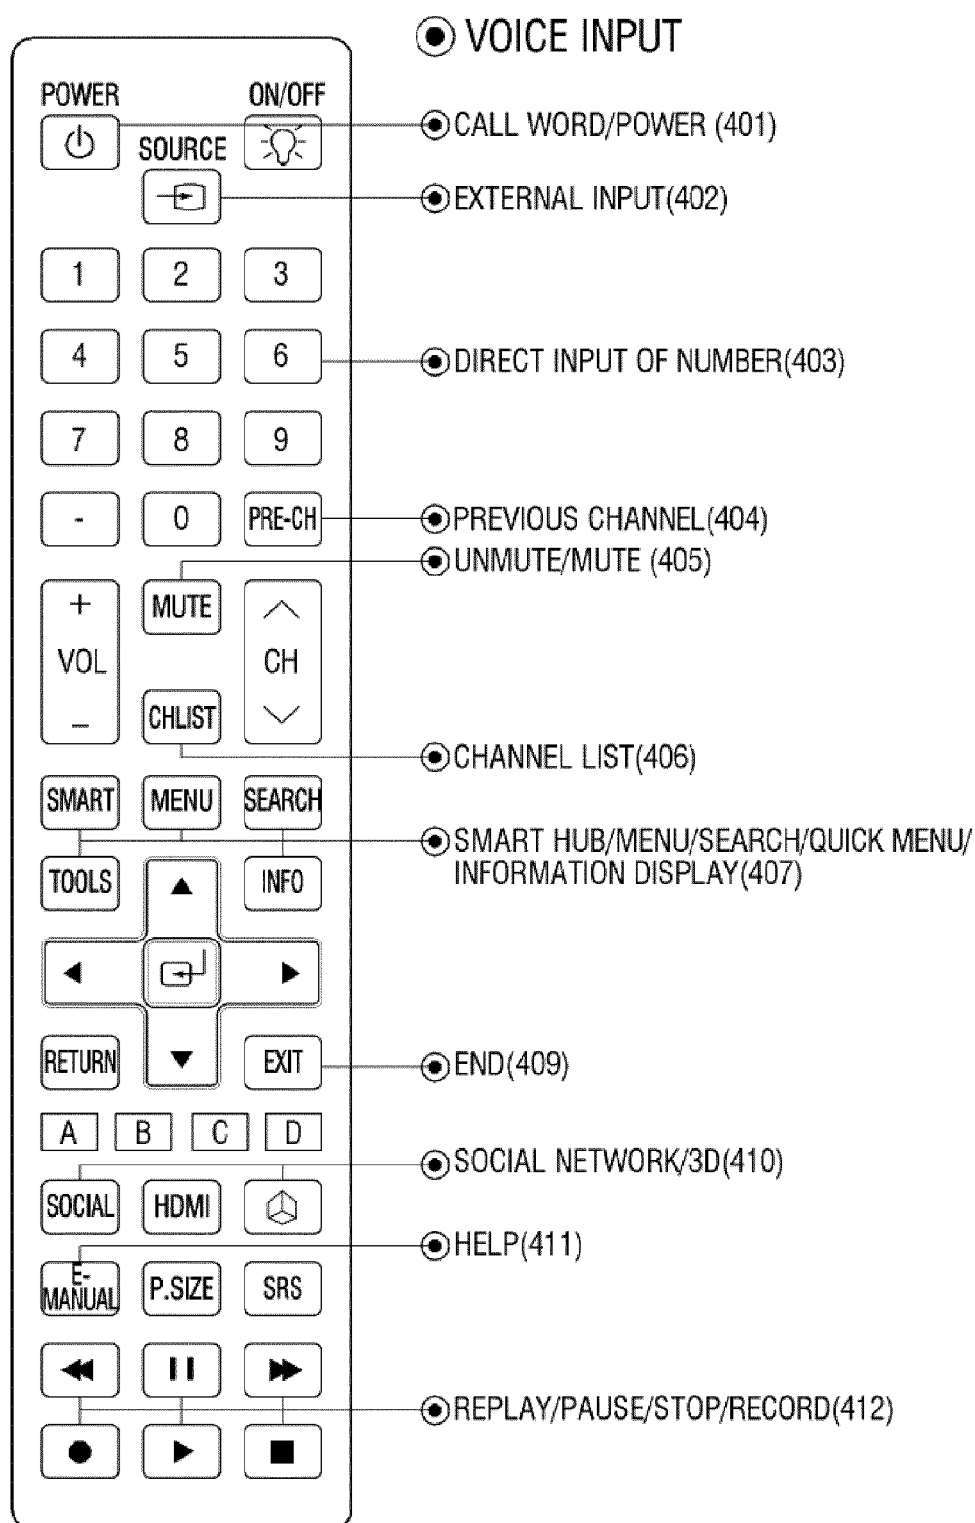 VOICE INPUT
POWER ON/OFF
CALL WORD/POWER (401)
SOURCE
EXTERNAL INPUT(402)
1 2 3
4 5 6
DIRECT INPUT OF NUMBER(403)
7 8 9
- 0 PRE-CH
PREVIOUS CHANNEL(404)
UNMUTE/MUTE (405)
+ MUTE
VOL CH
− CHLIST
CHANNEL LIST(406)
SMART MENU SEARCH
SMART HUB/MENU/SEARCH/QUICK MENU/
INFORMATION DISPLAY(407)
TOOLS INFO
RETURN EXIT
END(409)
A B C D
SOCIAL NETWORK/3D(410)
SOCIAL HDMI
HELP(411)
E-
MANUAL P.SIZE SRS
REPLAY/PAUSE/STOP/RECORD(412)